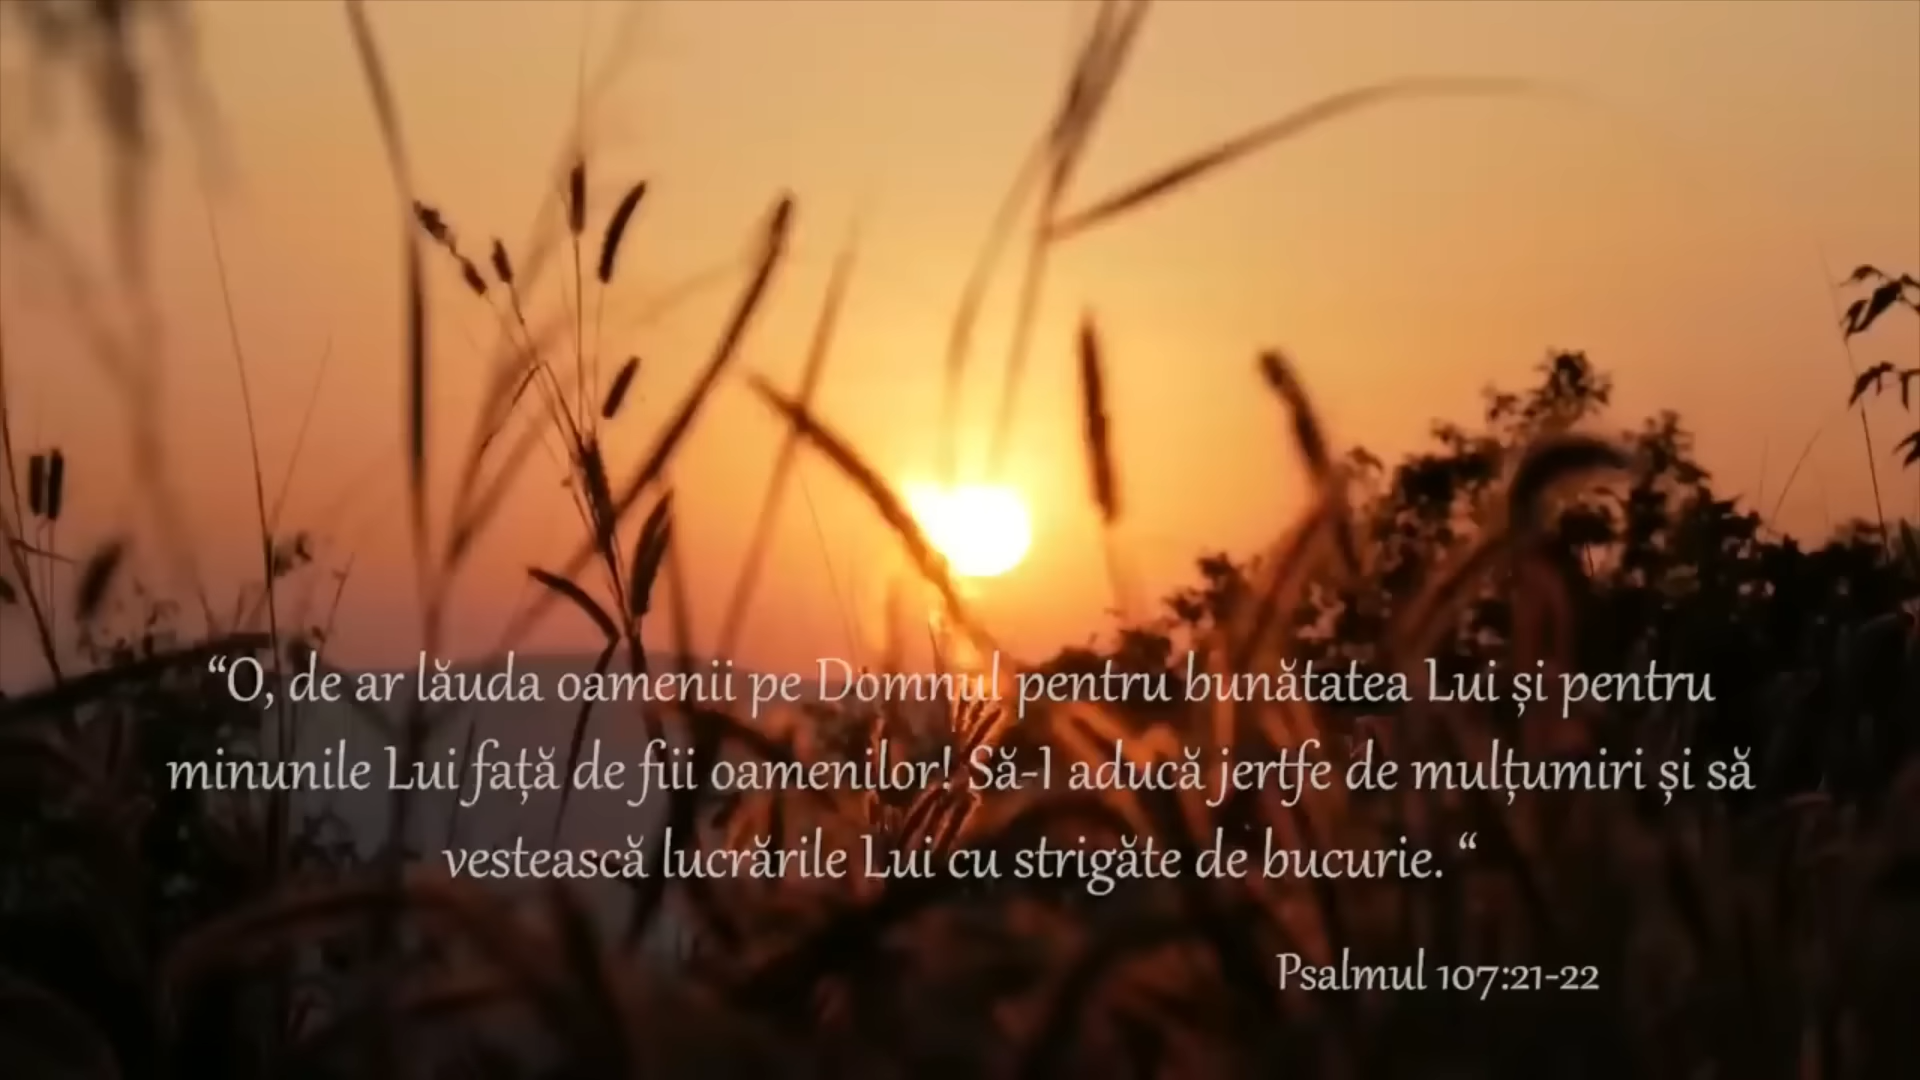 “O, de ar lăuda oamenii pe Domnul pentru bunătatea Lui și pentru
minunile Lui față de fiii oamenilor! Să-I aducă jertfe de mulțumiri și să
vestească lucrările Lui cu strigăte de bucurie. “
Psalmul 107:21-22